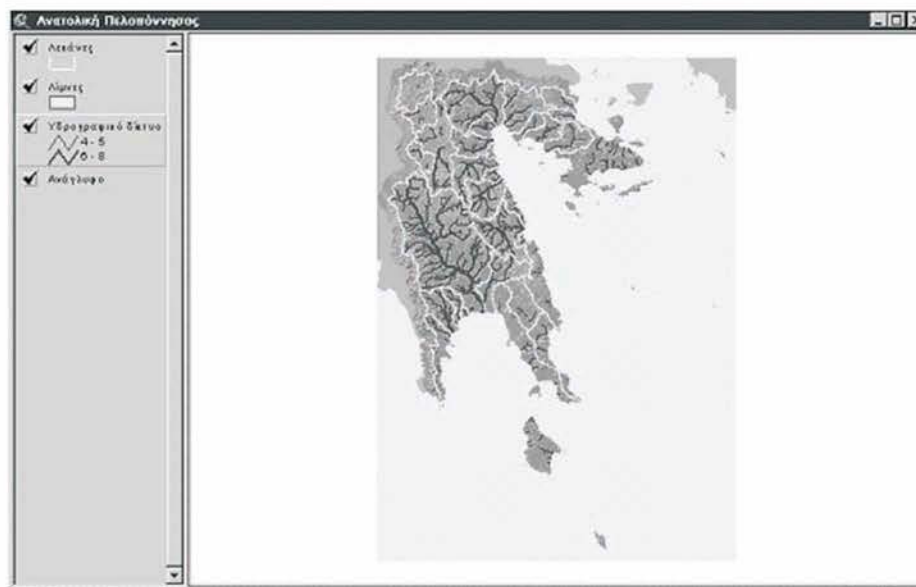 Ανατολική Πελοπόννησος
Λεκάνες
Λίμνες
Υδρογραφικό δίκτυο
4 - 5
6 - 8
Ανάγλυφο